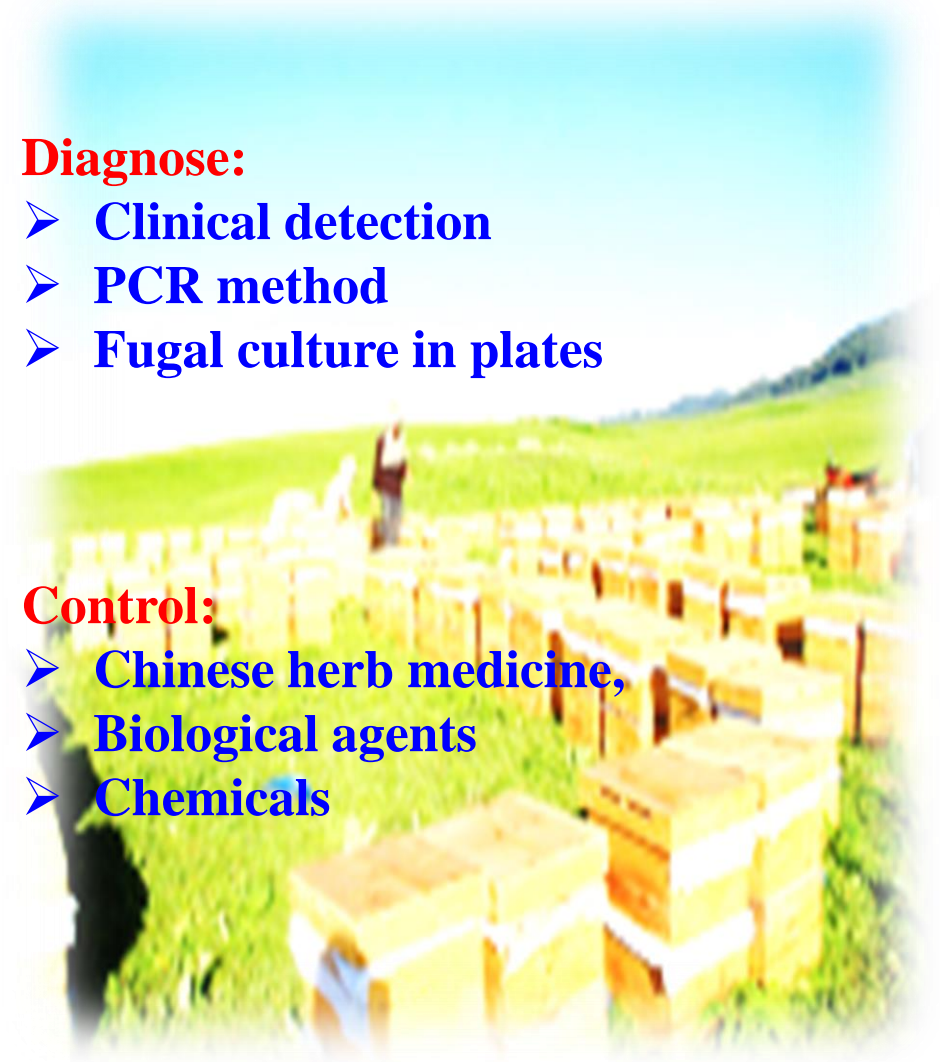 Diagnose:
➢ Clinical detection
➢ PCR method
➢ Fugal culture in plates
Control:
➢ Chinese herb medicine,
➢ Biological agents
➢ Chemicals